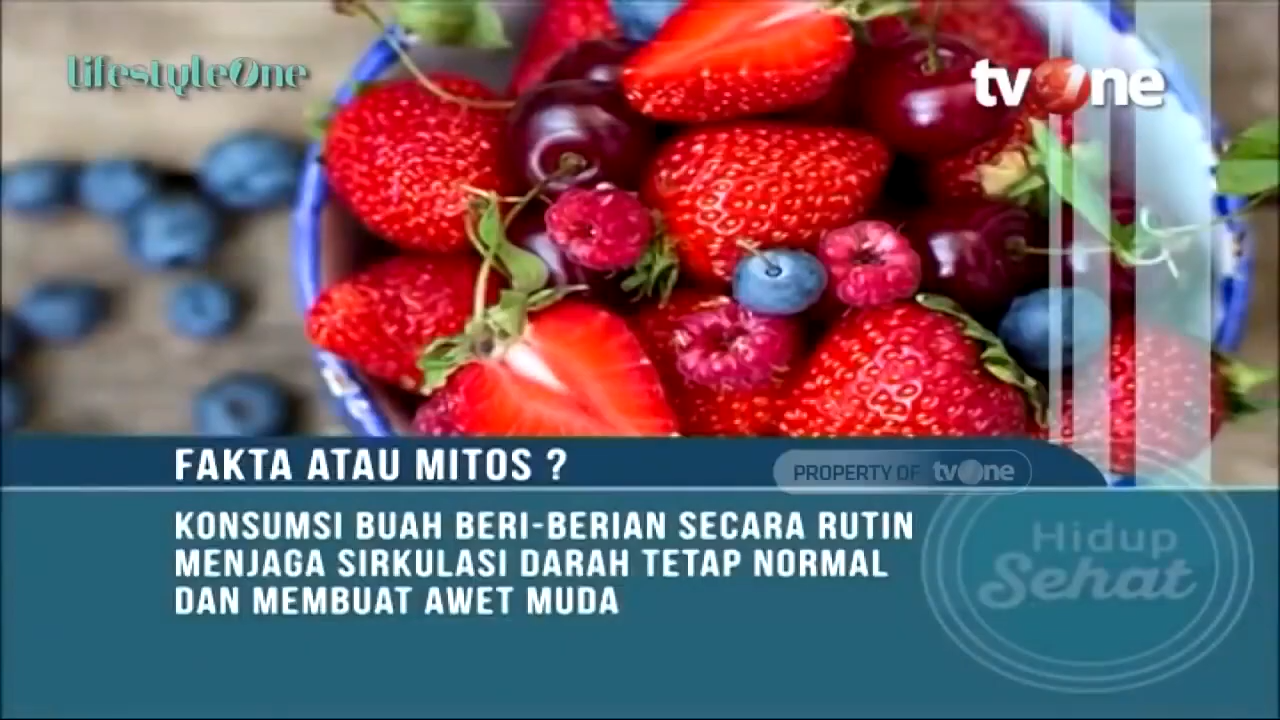 lifestyleOne
tvOne
FAKTA ATAU MITOS ?
PROPERTY OF tvOne
KONSUMSI BUAH BERI-BERIAN SECARA RUTIN
MENJAGA SIRKULASI DARAH TETAP NORMAL
DAN MEMBUAT AWET MUDA
Hidup
Sehat